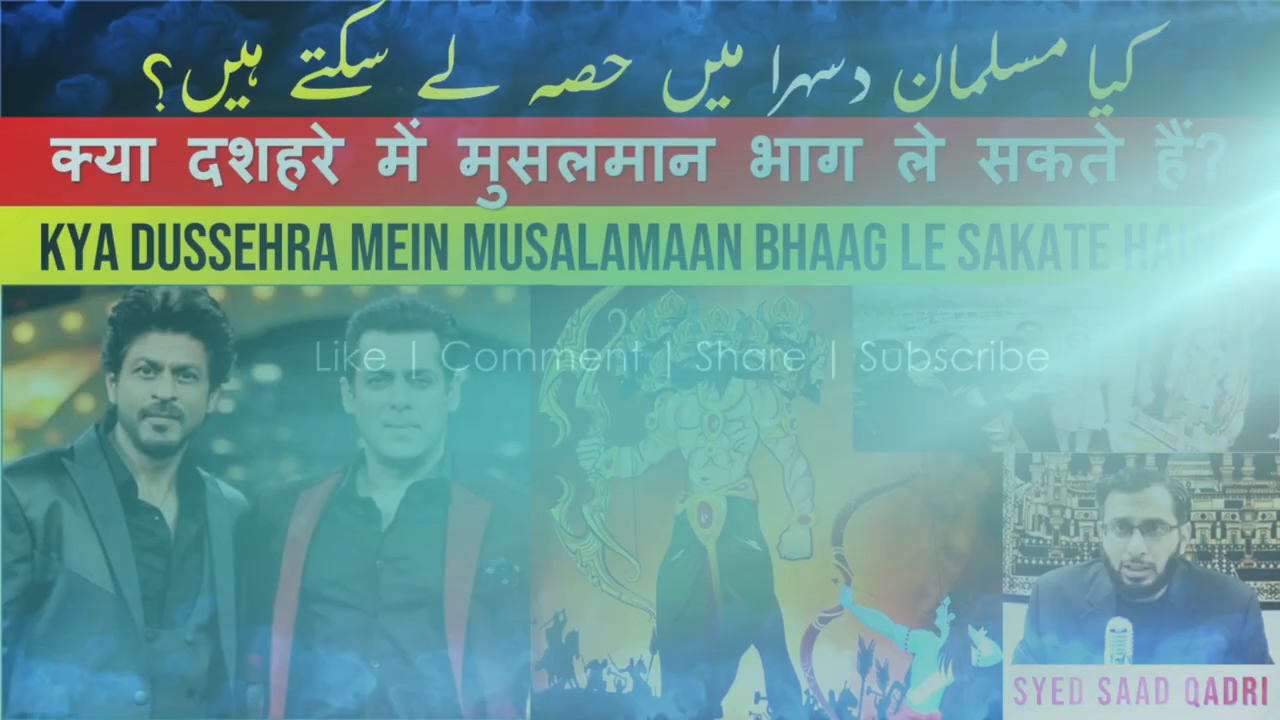 کیا مسلمان دسہرا میں حصہ لے سکتے ہیں؟
क्या दशहरे में मुसलमान भाग ले सकते हैं?
KYA DUSSEHRA MEIN MUSALAMAAN BHAAG LE SAKATE HAIN?
Like | Comment | Share | Subscribe
SYED SAAD QADRI